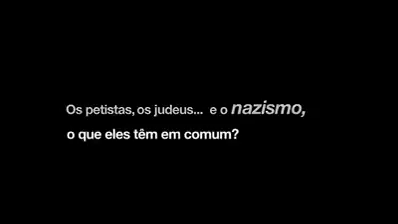 Os petistas, os judeus... e o nazismo,
o que eles têm em comum?